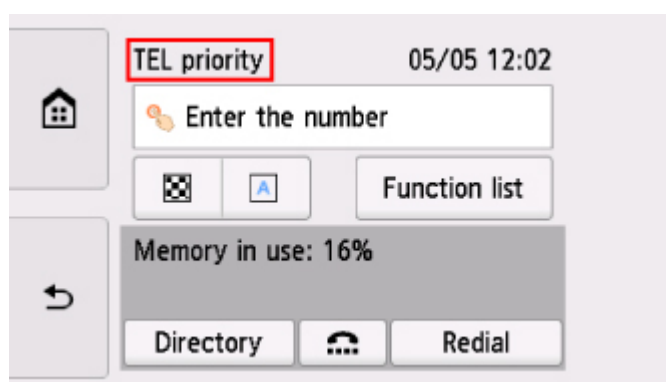 TEL priority 05/05 12:02
Enter the number
A Function list
Memory in use: 16%
Directory Redial